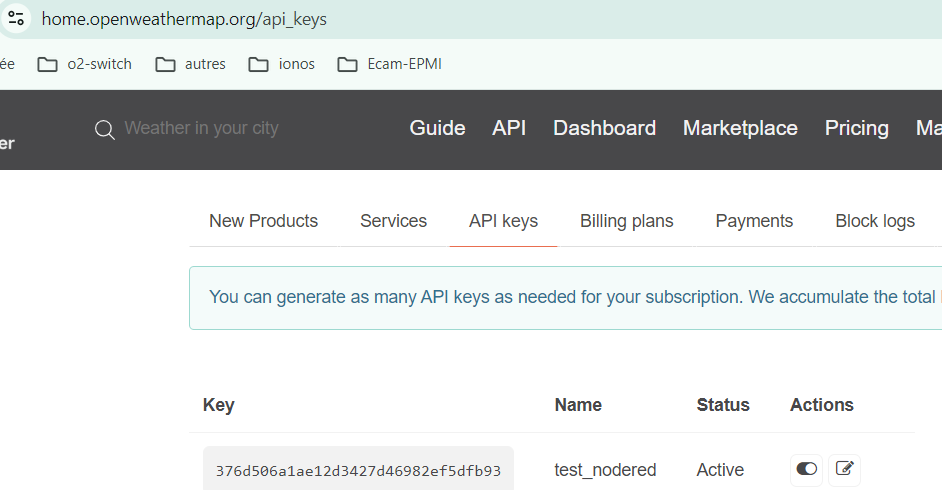 home.openweathermap.org/api_keys
ée o2-switch autres ionos Ecam-EPMI
er Weather in your city Guide API Dashboard Marketplace Pricing Ma
New Products Services API keys Billing plans Payments Block logs
You can generate as many API keys as needed for your subscription. We accumulate the total
Key Name Status Actions
376d506a1ae12d3427d46982ef5dfb93 test_nodered Active